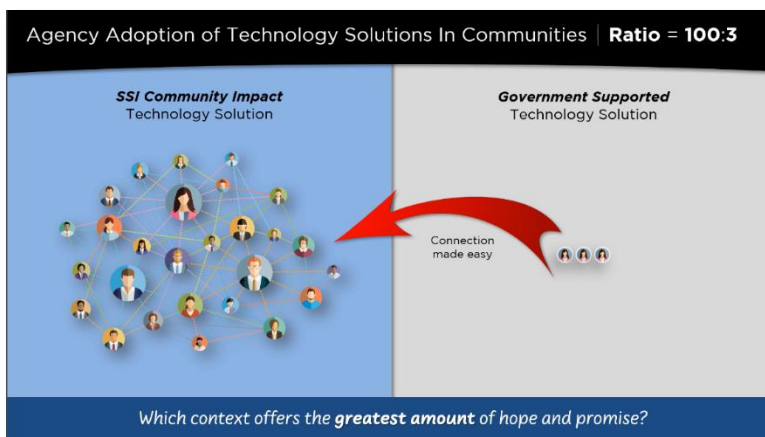 Agency Adoption of Technology Solutions In Communities | Ratio = 100:3
SSI Community Impact
Technology Solution
Government Supported
Technology Solution
Connection
made easy
Which context offers the greatest amount of hope and promise?